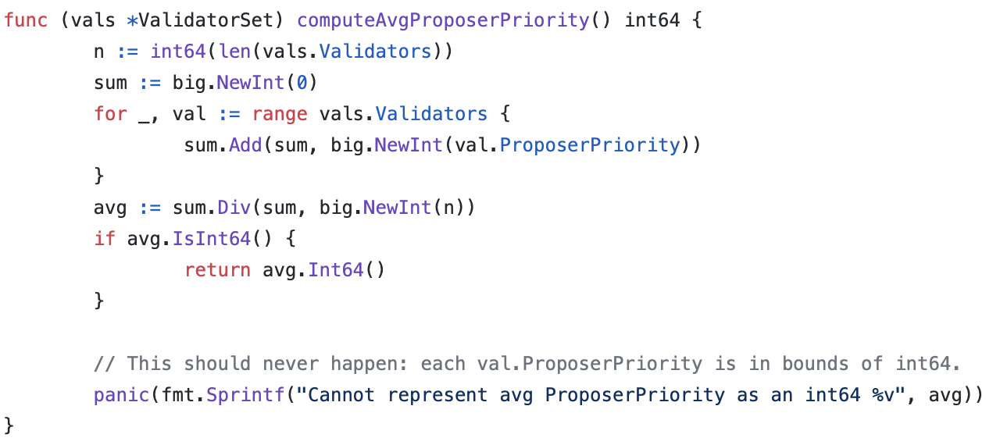 func (vals *ValidatorSet) computeAvgProposerPriority() int64 {
        n := int64(len(vals.Validators))
        sum := big.NewInt(0)
        for _, val := range vals.Validators {
                sum.Add(sum, big.NewInt(val.ProposerPriority))
        }
        avg := sum.Div(sum, big.NewInt(n))
        if avg.IsInt64() {
                return avg.Int64()
        }

        // This should never happen: each val.ProposerPriority is in bounds of int64.
        panic(fmt.Sprintf("Cannot represent avg ProposerPriority as an int64 %v", avg))
}